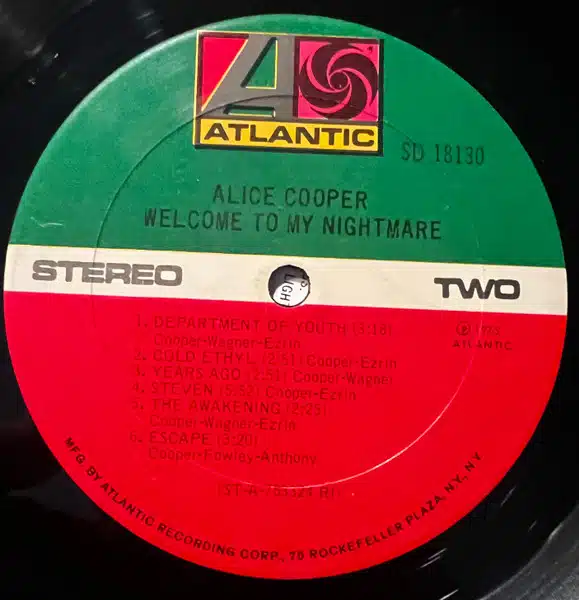 ATLANTIC
SD 18130
ALICE COOPER
WELCOME TO MY NIGHTMARE
STEREO
TWO
1. DEPARTMENT OF YOUTH (3:18)
Cooper-Wagner-Ezrin
2. COLD ETHYL (2:51) Cooper-Ezrin
3. YEARS AGO (2:51) Cooper-Wagner
4. STEVEN (5:52) Cooper-Ezrin
5. THE AWAKENING (2:25)
Cooper-Wagner-Ezrin
6. ESCAPE (3:20)
Cooper-Fowley-Anthony
℗ 1975
ATLANTIC
MFG. BY ATLANTIC RECORDING CORP., 75 ROCKEFELLER PLAZA, N.Y., N.Y.